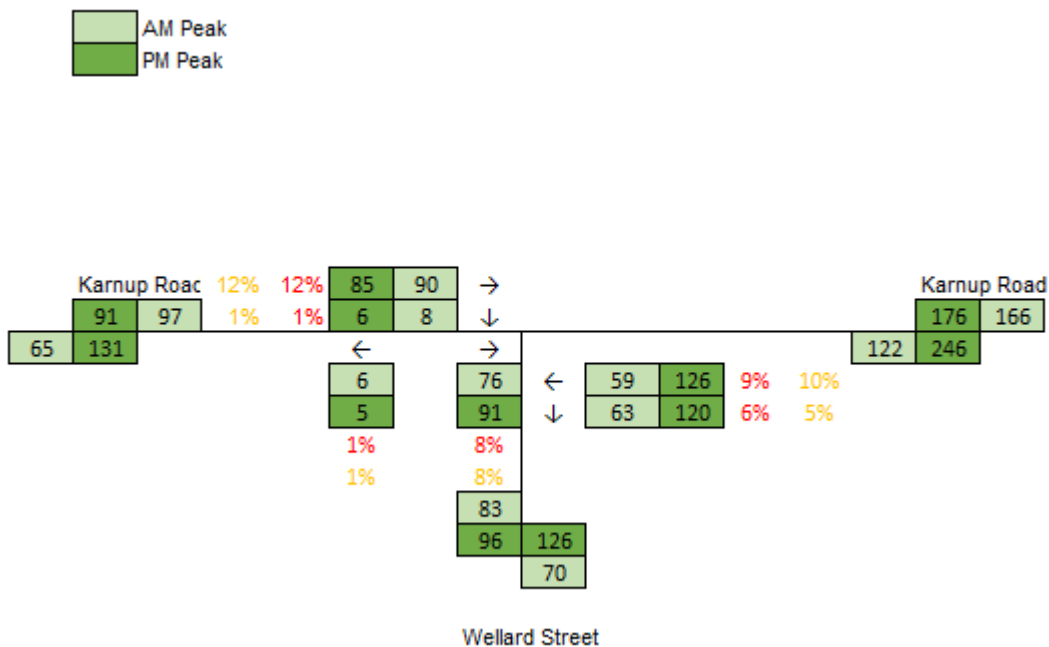 AM Peak
PM Peak
Karnup Roac 12% 12% 85 90 → Karnup Road
91 97 1% 1% 6 8 ↓ 176 166
65 131 ← → 122 246
6 76 ← 59 126 9% 10%
5 91 ↓ 63 120 6% 5%
1% 8%
1% 8%
83
96 126
70
Wellard Street